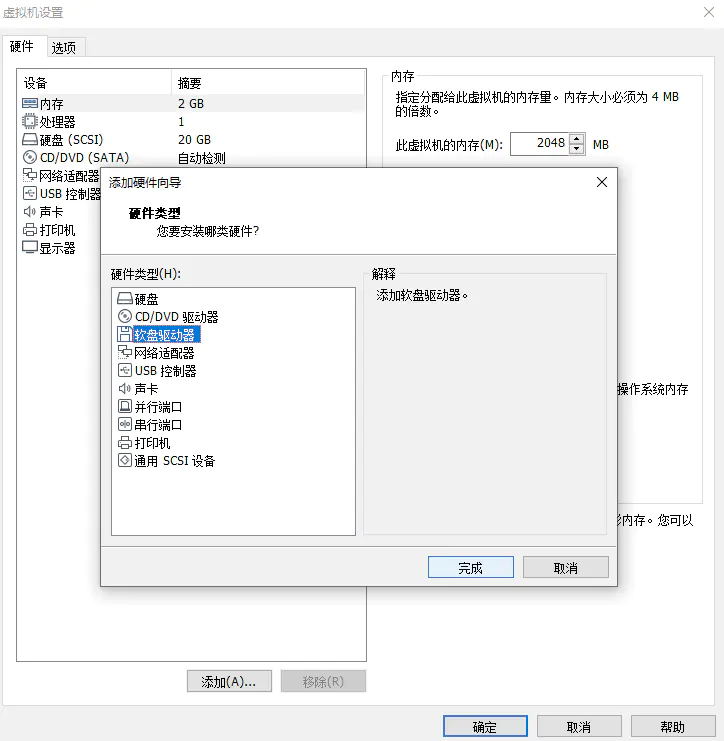 虚拟机设置
硬件 选项
设备 摘要
内存 2 GB
处理器 1
硬盘 (SCSI) 20 GB
CD/DVD (SATA) 自动检测
网络适配器
USB 控制器
声卡
打印机
显示器
内存
指定分配给此虚拟机的内存量。内存大小必须为 4 MB
的倍数。
此虚拟机的内存(M): 2048 MB
操作系统内存
内存。您可以
添加硬件向导
硬件类型
您要安装哪类硬件?
硬件类型(H):
硬盘
CD/DVD 驱动器
软盘驱动器
网络适配器
USB 控制器
声卡
并行端口
串行端口
打印机
通用 SCSI 设备
解释
添加软盘驱动器。
完成 取消
添加(A)... 移除(R)
确定 取消 帮助